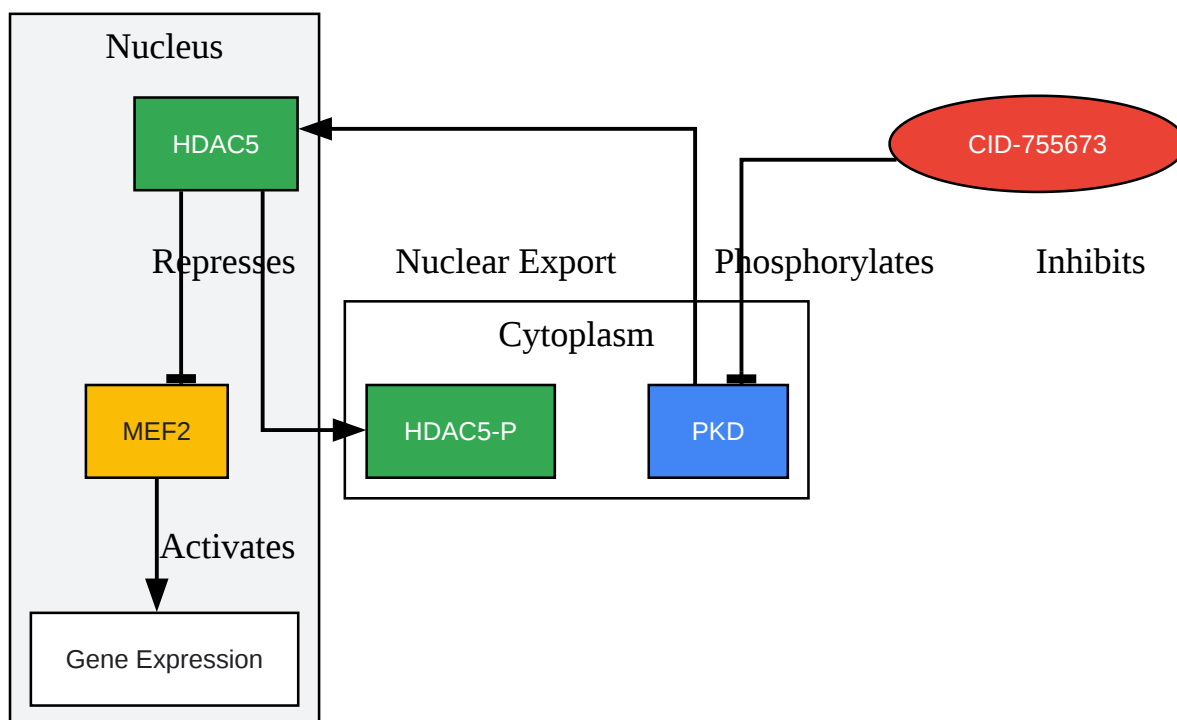 Nucleus
HDAC5
CID-755673
Represses
Nuclear Export
Phosphorylates
Inhibits
Cytoplasm
MEF2
HDAC5-P
PKD
Activates
Gene Expression